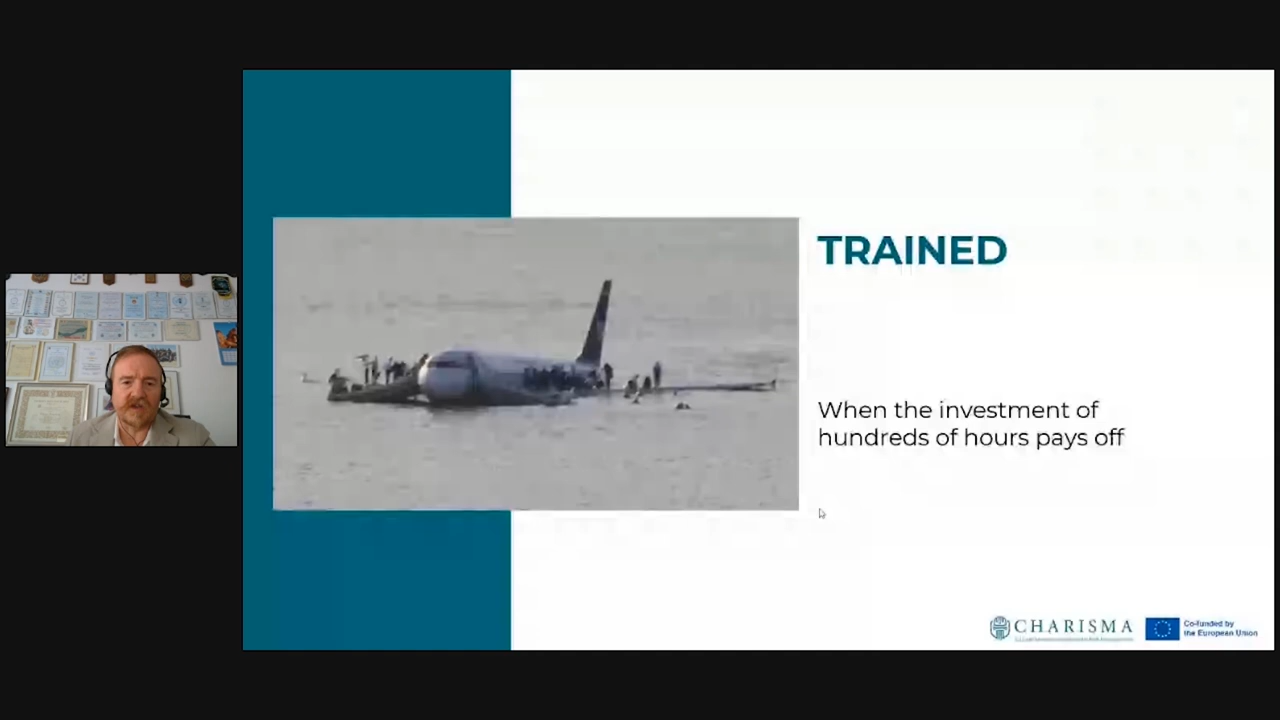 TRAINED
When the investment of
hundreds of hours pays off
CHARISMA
Co-funded by
the European Union